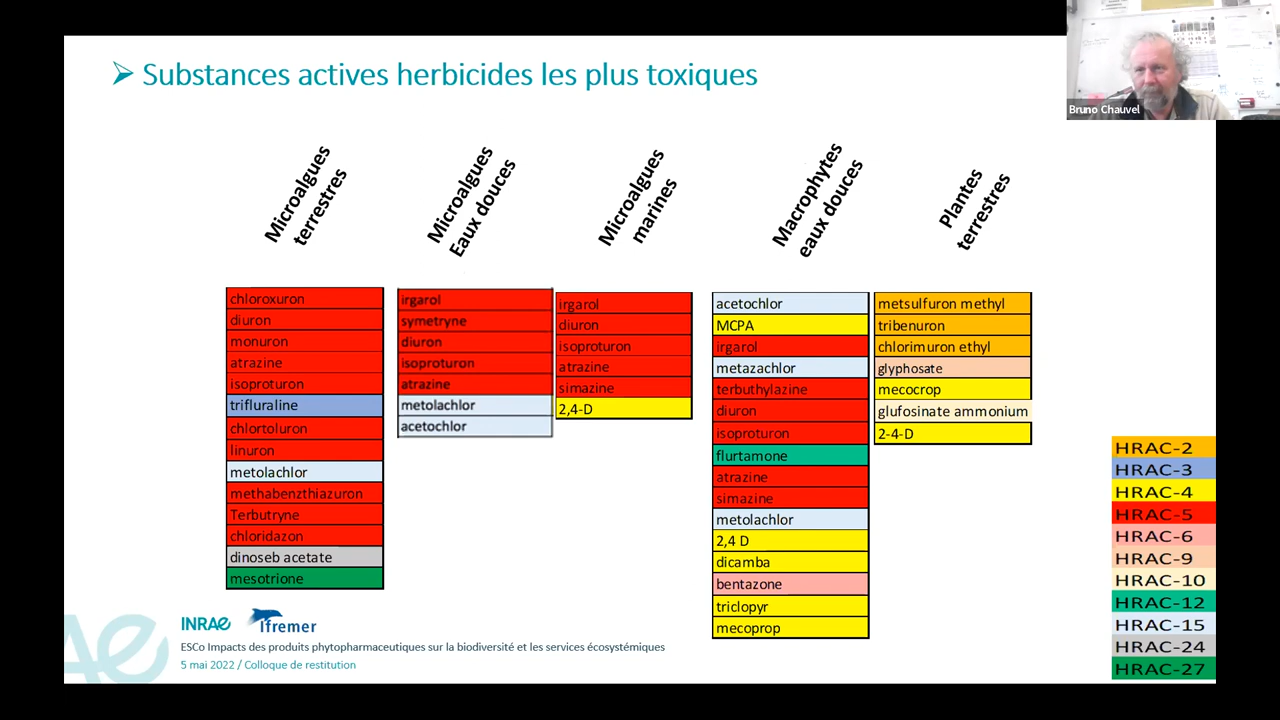 Substances actives herbicides les plus toxiques
Bruno Chauvel
Microalgues
terrestres
chloroxuron
diuron
monuron
atrazine
isoproturon
trifluraline
chlortoluron
linuron
metolachlor
methabenzthiazuron
Terbutryne
chloridazon
dinoseb acetate
mesotrione
Microalgues
Eaux douces
irgarol
symetryne
diuron
isoproturon
atrazine
metolachlor
acetochlor
Microalgues
marines
irgarol
diuron
isoproturon
atrazine
simazine
2,4-D
Macrophytes
eaux douces
acetochlor
MCPA
irgarol
metazachlor
terbuthylazine
diuron
isoproturon
flurtamone
atrazine
simazine
metolachlor
2,4 D
dicamba
bentazone
triclopyr
mecoprop
Plantes
terrestres
metsulfuron methyl
tribenuron
chlorimuron ethyl
glyphosate
mecocrop
glufosinate ammonium
2-4-D
HRAC-2
HRAC-3
HRAC-4
HRAC-5
HRAC-6
HRAC-9
HRAC-10
HRAC-12
HRAC-15
HRAC-24
HRAC-27
INRAE
ifremer
ESCo Impacts des produits phytopharmaceutiques sur la biodiversité et les services écosystémiques
5 mai 2022 / Colloque de restitution